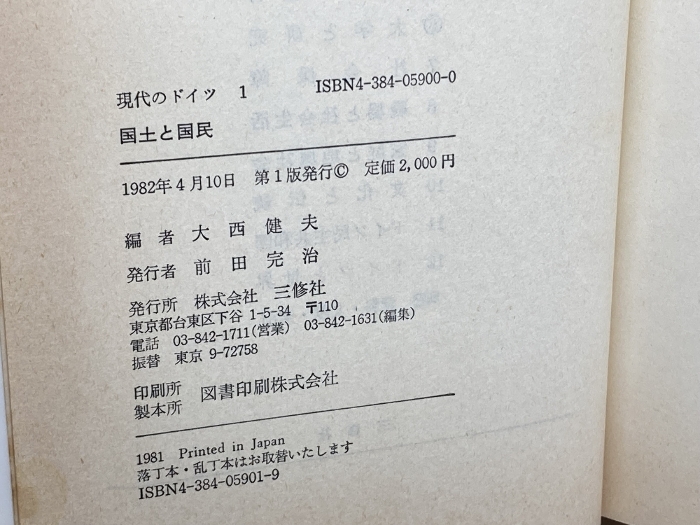 現代のドイツ 1 ISBN4-384-05900-0
国土と国民
1982年4月10日 第1版発行© 定価2,000円
編者 大西健夫
発行者 前田完治
発行所 株式会社 三修社
東京都台東区下谷 1-5-34 〒110
電話 03-842-1711(営業) 03-842-1631(編集)
振替 東京 9-72758
印刷所 図書印刷株式会社
製本所
1981 Printed in Japan
落丁本・乱丁本はお取替いたします
ISBN4-384-05901-9